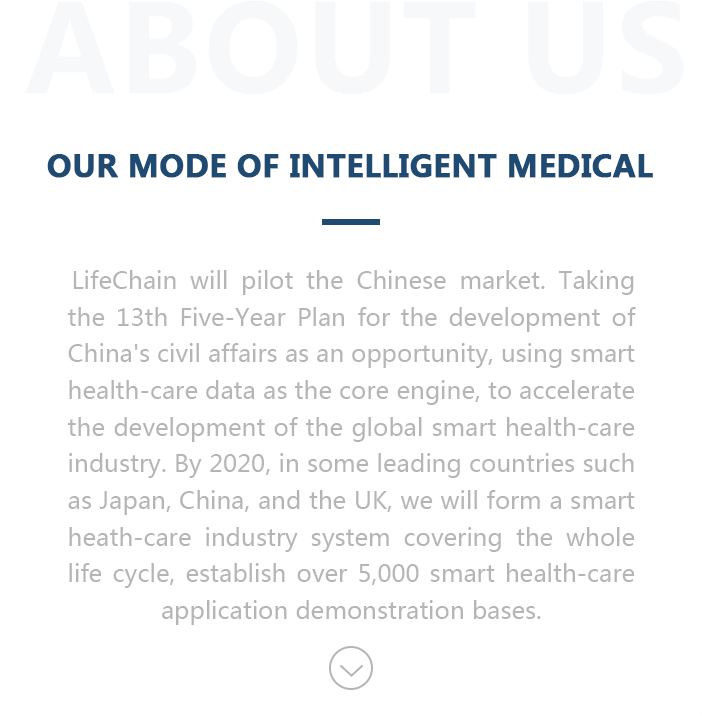 ABOUT US
OUR MODE OF INTELLIGENT MEDICAL
LifeChain will pilot the Chinese market. Taking
the 13th Five-Year Plan for the development of
China's civil affairs as an opportunity, using smart
health-care data as the core engine, to accelerate
the development of the global smart health-care
industry. By 2020, in some leading countries such
as Japan, China, and the UK, we will form a smart
heath-care industry system covering the whole
life cycle, establish over 5,000 smart health-care
application demonstration bases.